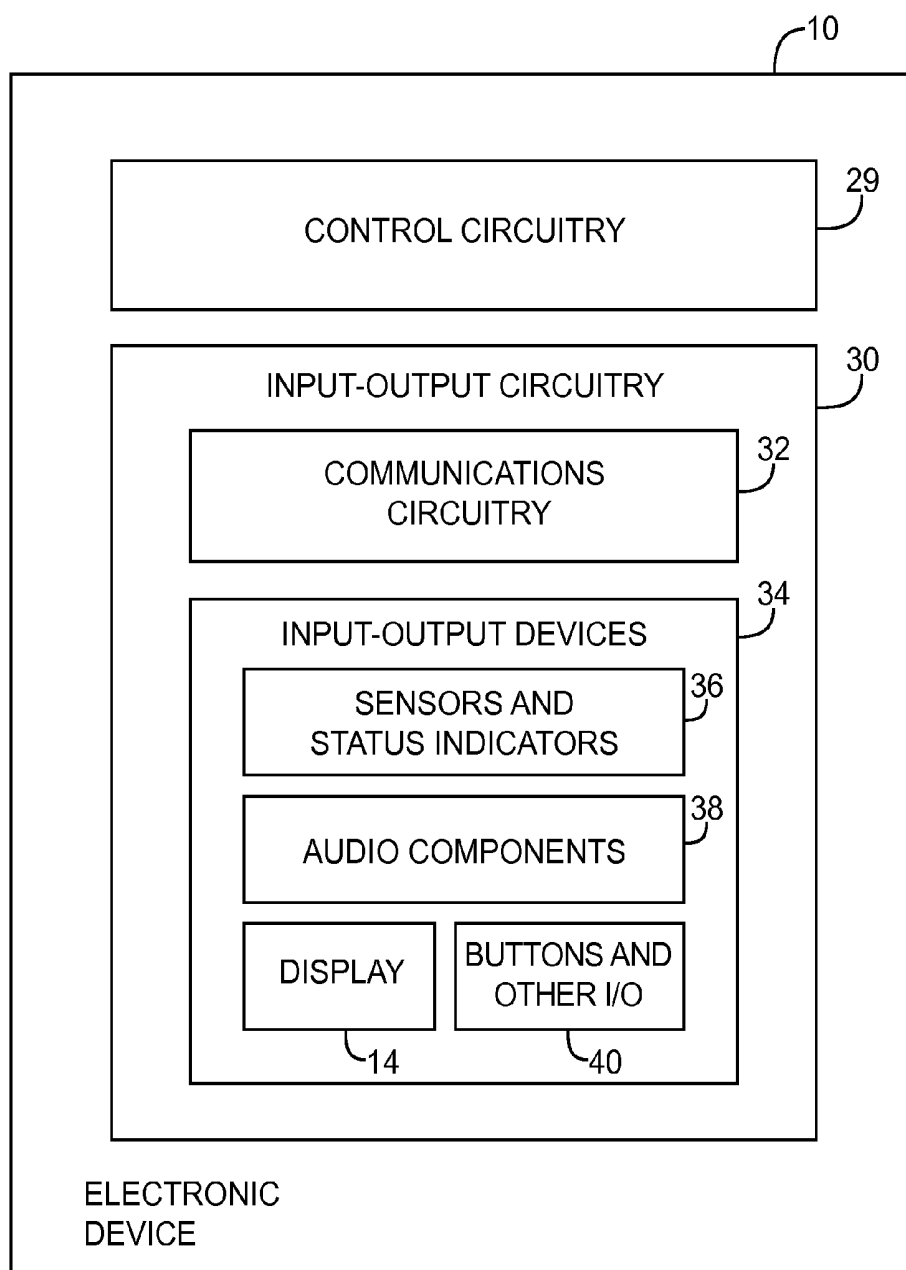 10
CONTROL CIRCUITRY
29
INPUT-OUTPUT CIRCUITRY
30
COMMUNICATIONS
CIRCUITRY
32
INPUT-OUTPUT DEVICES
34
SENSORS AND
STATUS INDICATORS
36
AUDIO COMPONENTS
38
DISPLAY
14
BUTTONS AND
OTHER I/O
40
ELECTRONIC
DEVICE